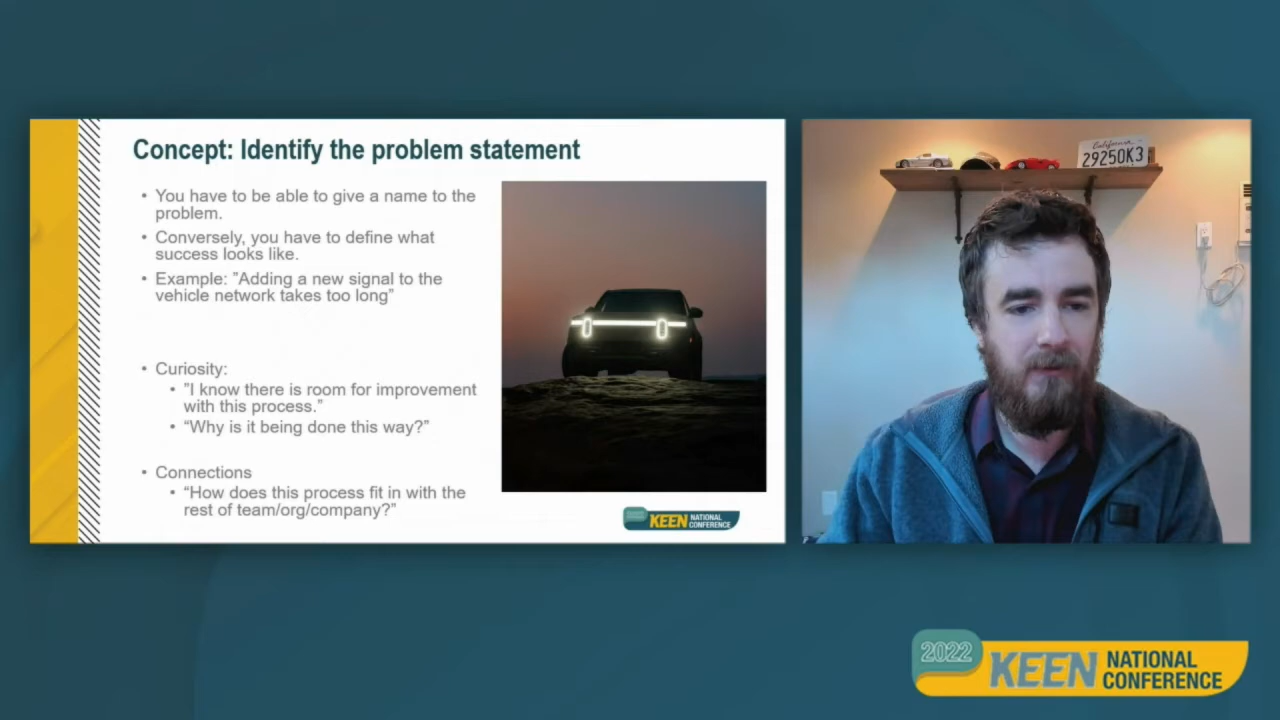 Concept: Identify the problem statement
• You have to be able to give a name to the
problem.
• Conversely, you have to define what
success looks like.
• Example: ”Adding a new signal to the
vehicle network takes too long”
• Curiosity:
• ”I know there is room for improvement
with this process.”
• “Why is it being done this way?”
• Connections
• “How does this process fit in with the
rest of team/org/company?”
KEEN NATIONAL
CONFERENCE
California
29250K3
2022
KEEN NATIONAL
CONFERENCE